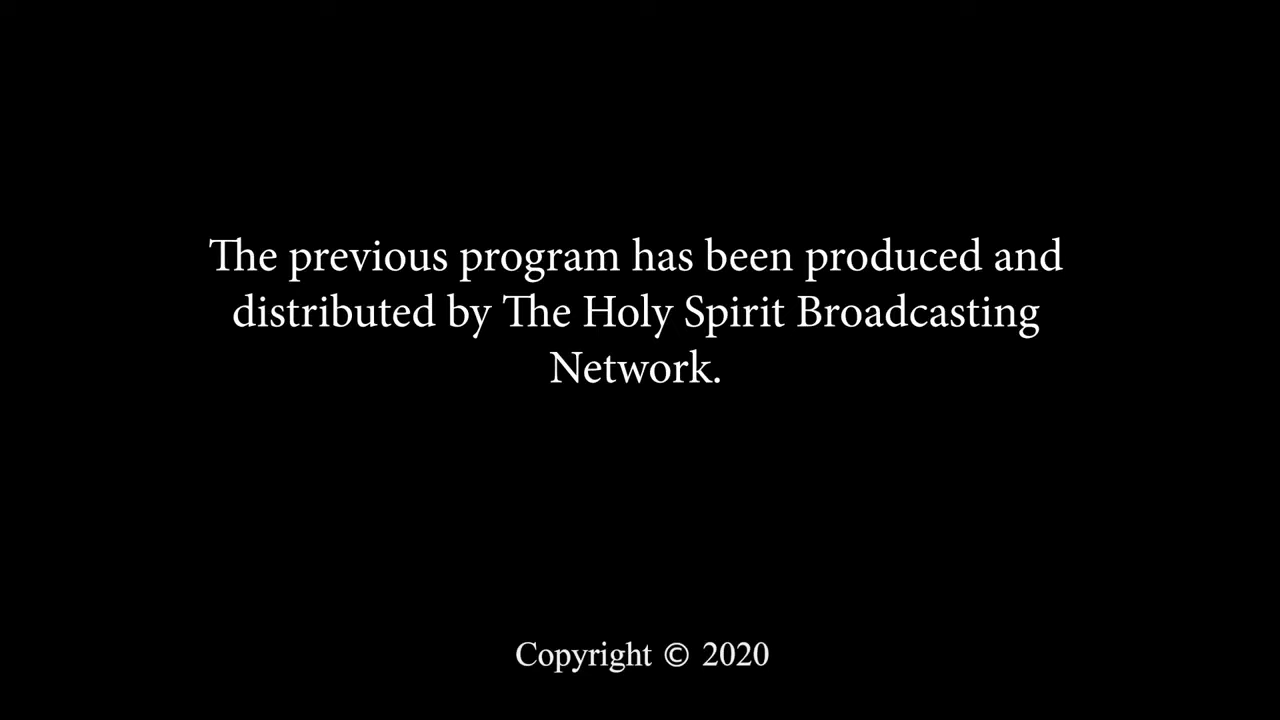 The previous program has been produced and
distributed by The Holy Spirit Broadcasting
Network.
Copyright © 2020